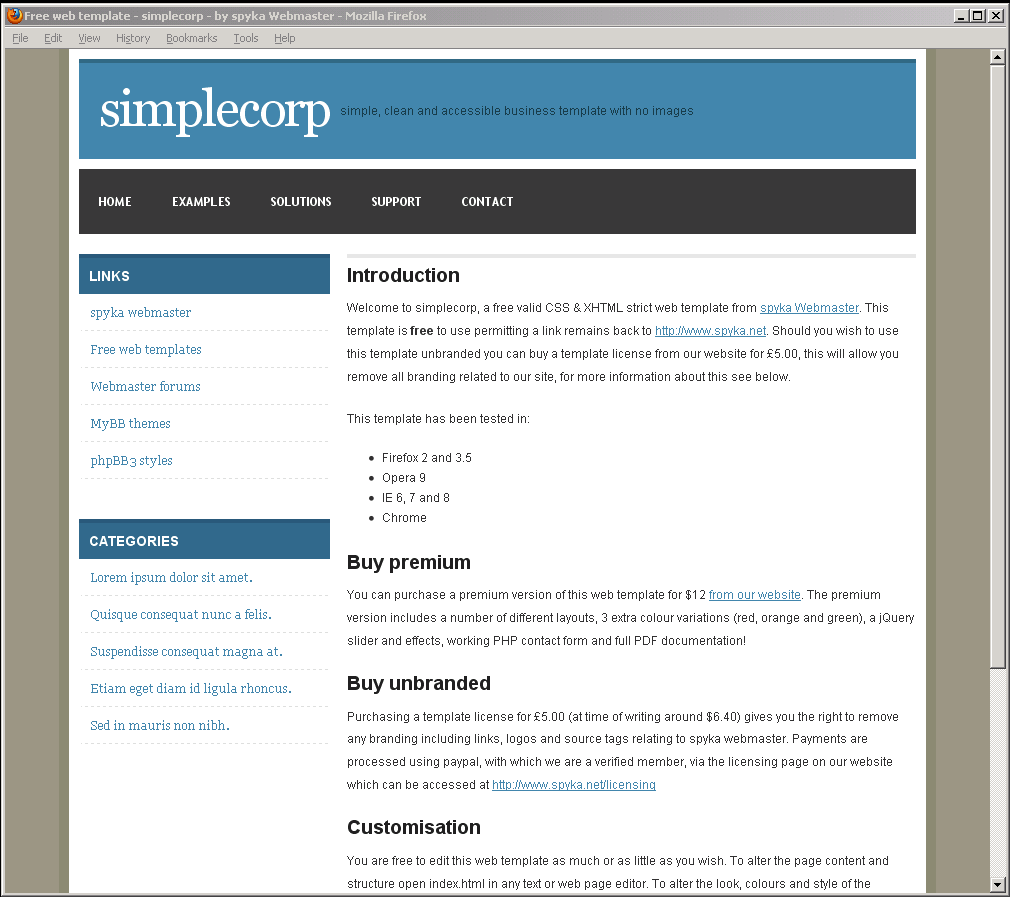 Free web template - simplecorp - by spyka Webmaster - Mozilla Firefox
File Edit View History Bookmarks Tools Help
simplecorp simple, clean and accessible business template with no images
HOME EXAMPLES SOLUTIONS SUPPORT CONTACT
LINKS
spyka webmaster
Free web templates
Webmaster forums
MyBB themes
phpBB3 styles
CATEGORIES
Lorem ipsum dolor sit amet.
Quisque consequat nunc a felis.
Suspendisse consequat magna at.
Etiam eget diam id ligula rhoncus.
Sed in mauris non nibh.
Introduction
Welcome to simplecorp, a free valid CSS & XHTML strict web template from spyka Webmaster. This
template is free to use permitting a link remains back to http://www.spyka.net. Should you wish to use
this template unbranded you can buy a template license from our website for £5.00, this will allow you
remove all branding related to our site, for more information about this see below.
This template has been tested in:
• Firefox 2 and 3.5
• Opera 9
• IE 6, 7 and 8
• Chrome
Buy premium
You can purchase a premium version of this web template for $12 from our website. The premium
version includes a number of different layouts, 3 extra colour variations (red, orange and green), a jQuery
slider and effects, working PHP contact form and full PDF documentation!
Buy unbranded
Purchasing a template license for £5.00 (at time of writing around $6.40) gives you the right to remove
any branding including links, logos and source tags relating to spyka webmaster. Payments are
processed using paypal, with which we are a verified member, via the licensing page on our website
which can be accessed at http://www.spyka.net/licensing
Customisation
You are free to edit this web template as much or as little as you wish. To alter the page content and
structure open index.html in any text or web page editor. To alter the look, colours and style of the